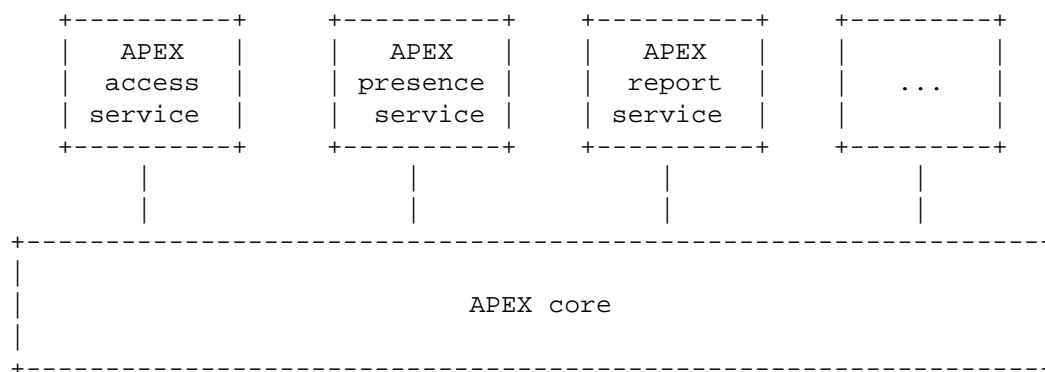 APEX APEX APEX
access presence report ...
service service service
APEX core